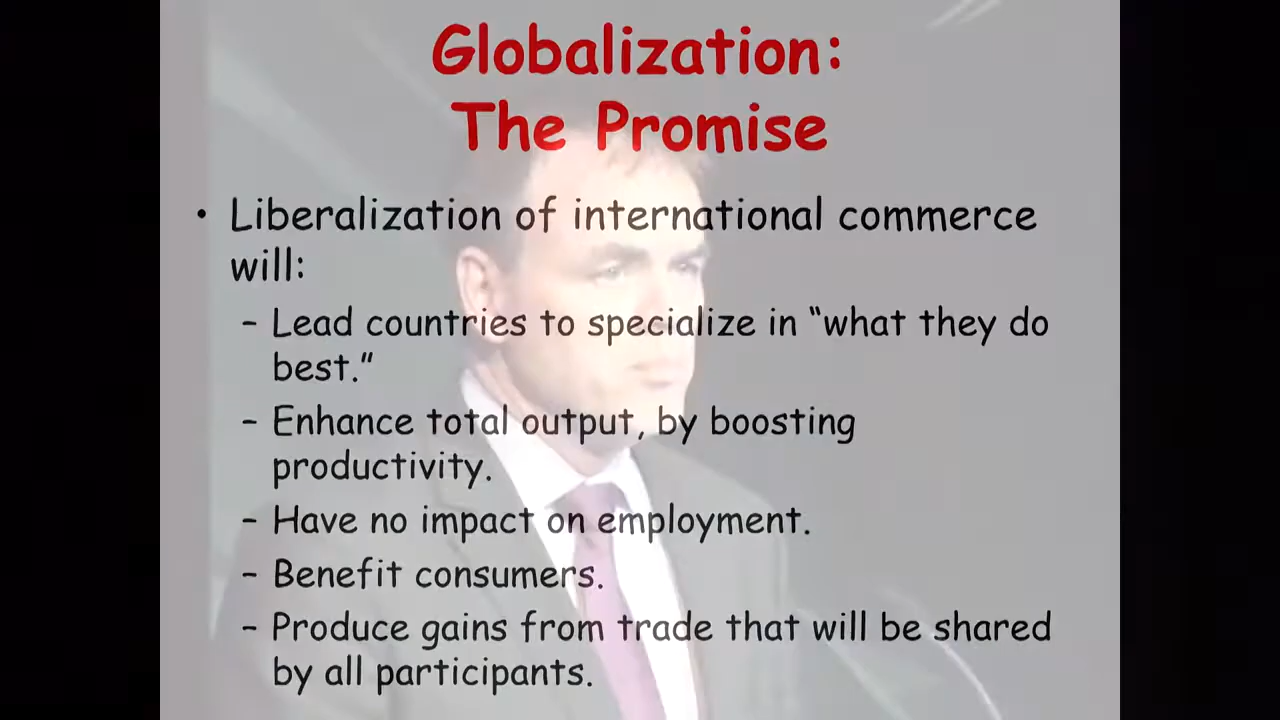 Globalization:
The Promise
• Liberalization of international commerce
will:
– Lead countries to specialize in “what they do
best.”
– Enhance total output, by boosting
productivity.
– Have no impact on employment.
– Benefit consumers.
– Produce gains from trade that will be shared
by all participants.